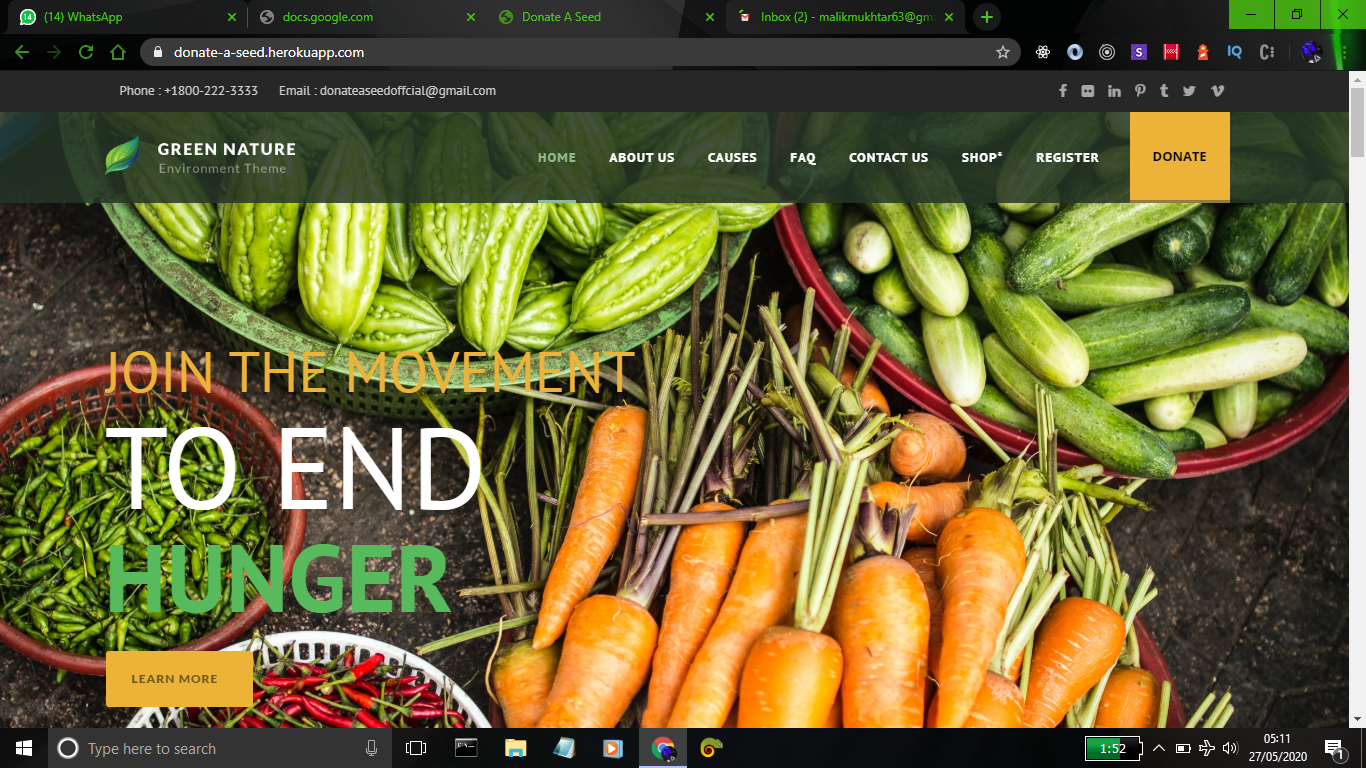 (14) WhatsApp
docs.google.com
Donate A Seed
Inbox (2) - malikmukhtar63@gm
donate-a-seed.herokuapp.com
Phone : +1800-222-3333 Email : donateaseedoffcial@gmail.com
GREEN NATURE
Environment Theme
HOME ABOUT US CAUSES FAQ CONTACT US SHOP REGISTER DONATE
JOIN THE MOVEMENT
TO END
HUNGER
LEARN MORE
Type here to search
1:52
05:11
27/05/2020
1